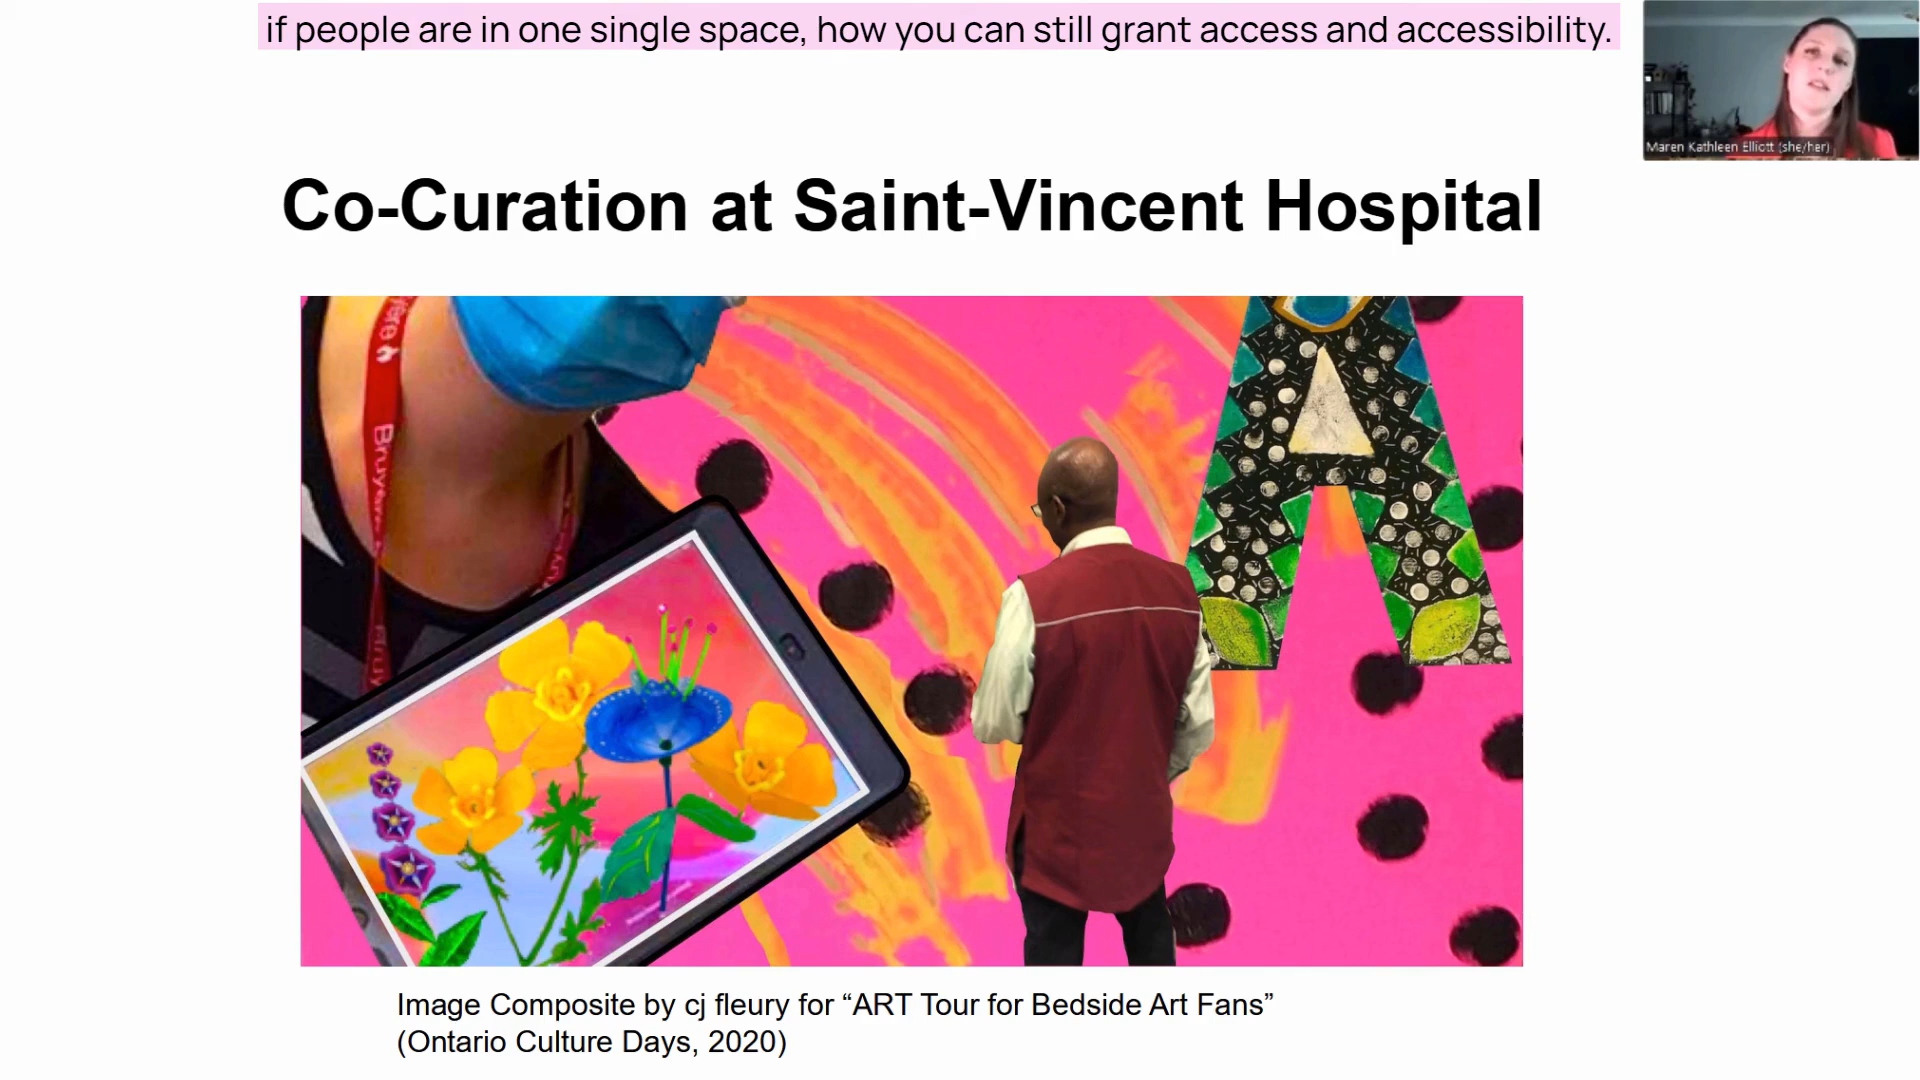 if people are in one single space, how you can still grant access and accessibility.
Maren Kathleen Elliott (she/her)
Co-Curation at Saint-Vincent Hospital
Image Composite by cj fleury for “ART Tour for Bedside Art Fans”
(Ontario Culture Days, 2020)